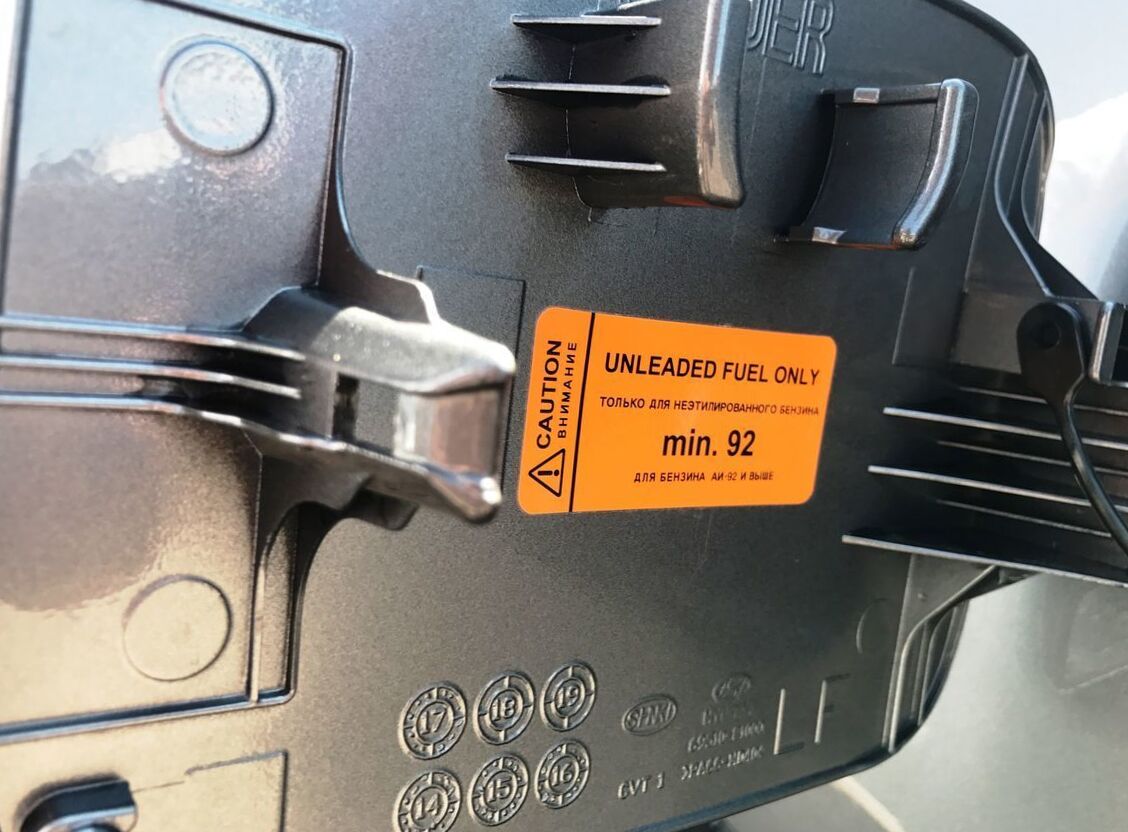 UNLEADED FUEL ONLY
ТОЛЬКО ДЛЯ НЕЭТИЛИРОВАННОГО БЕНЗИНА
min. 92
ДЛЯ БЕНЗИНА АИ-92 И ВЫШЕ
CAUTION
ВНИМАНИЕ
17 18 19
14 15 16
LF